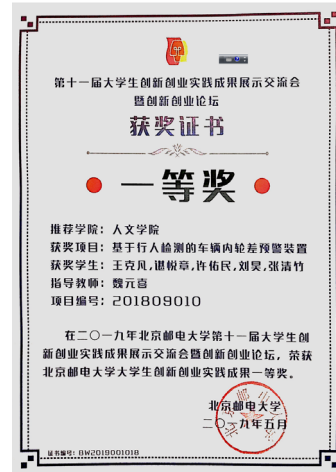 第十一届大学生创新创业实践成果展示交流会
暨创新创业论坛
获奖证书
一等奖
推荐学院：人文学院
获奖项目：基于行人检测的车辆内轮差预警装置
获奖学生：王克凡,谌悦章,许佑民,刘昊,张清竹
指导教师：魏元喜
项目编号：201809010
在二〇一九年北京邮电大学第十一届大学生创
新创业实践成果展示交流会暨创新创业论坛，荣获
北京邮电大学大学生创新创业实践成果一等奖。
北京邮电大学
二〇一九年五月
证书编号：BW2019001018